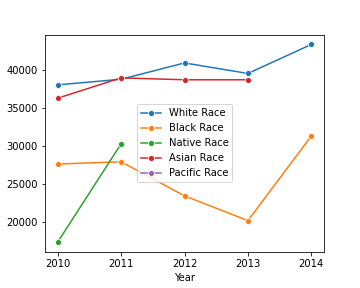 40000
35000
30000
25000
20000
White Race
Black Race
Native Race
Asian Race
Pacific Race
2010 2011 2012 2013 2014
Year